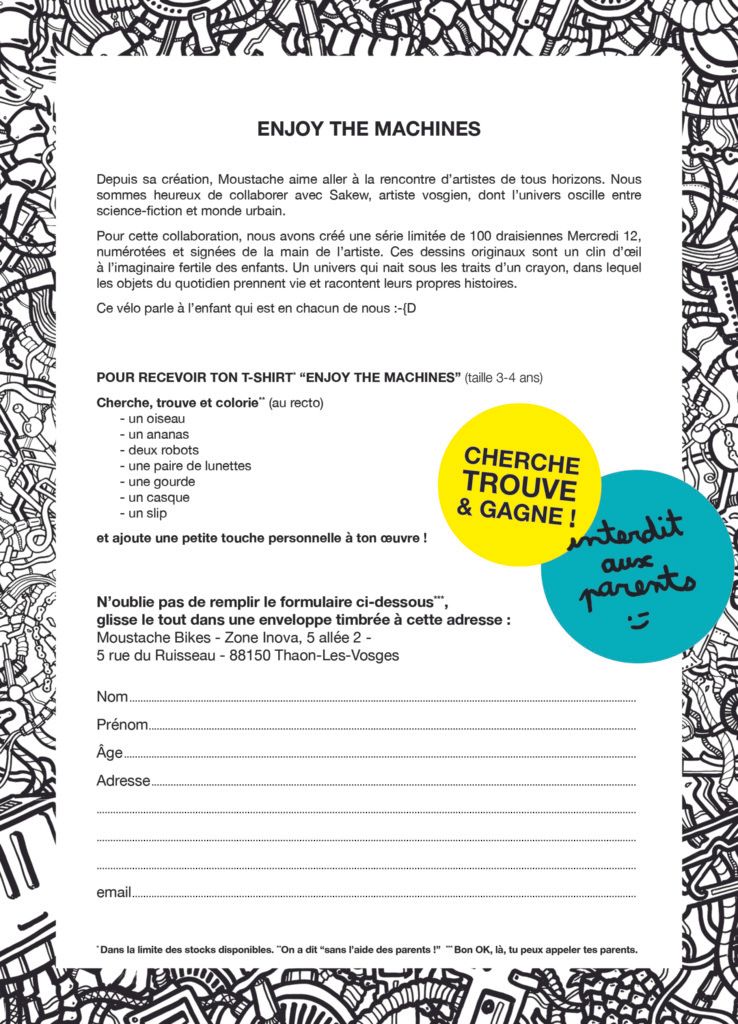 ENJOY THE MACHINES
Depuis sa création, Moustache aime aller à la rencontre d'artistes de tous horizons. Nous
sommes heureux de collaborer avec Sakew, artiste vosgien, dont l'univers oscille entre
science-fiction et monde urbain.
Pour cette collaboration, nous avons créé une série limitée de 100 draisiennes Mercredi 12,
numérotées et signées de la main de l'artiste. Ces dessins originaux sont un clin d'œil
à l'imaginaire fertile des enfants. Un univers qui nait sous les traits d'un crayon, dans lequel
les objets du quotidien prennent vie et racontent leurs propres histoires.
Ce vélo parle à l'enfant qui est en chacun de nous :-{D
POUR RECEVOIR TON T-SHIRT* “ENJOY THE MACHINES” (taille 3-4 ans)
Cherche, trouve et colorie** (au recto)
- un oiseau
- un ananas
- deux robots
- une paire de lunettes
- une gourde
- un casque
- un slip
et ajoute une petite touche personnelle à ton œuvre !
CHERCHE
TROUVE
& GAGNE !
interdit
aux
parents
:)
N'oublie pas de remplir le formulaire ci-dessous***,
glisse le tout dans une enveloppe timbrée à cette adresse :
Moustache Bikes - Zone Inova, 5 allée 2 -
5 rue du Ruisseau - 88150 Thaon-Les-Vosges
Nom
Prénom
Âge
Adresse
email
*Dans la limite des stocks disponibles. **On a dit “sans l'aide des parents !” ***Bon OK, là, tu peux appeler tes parents.